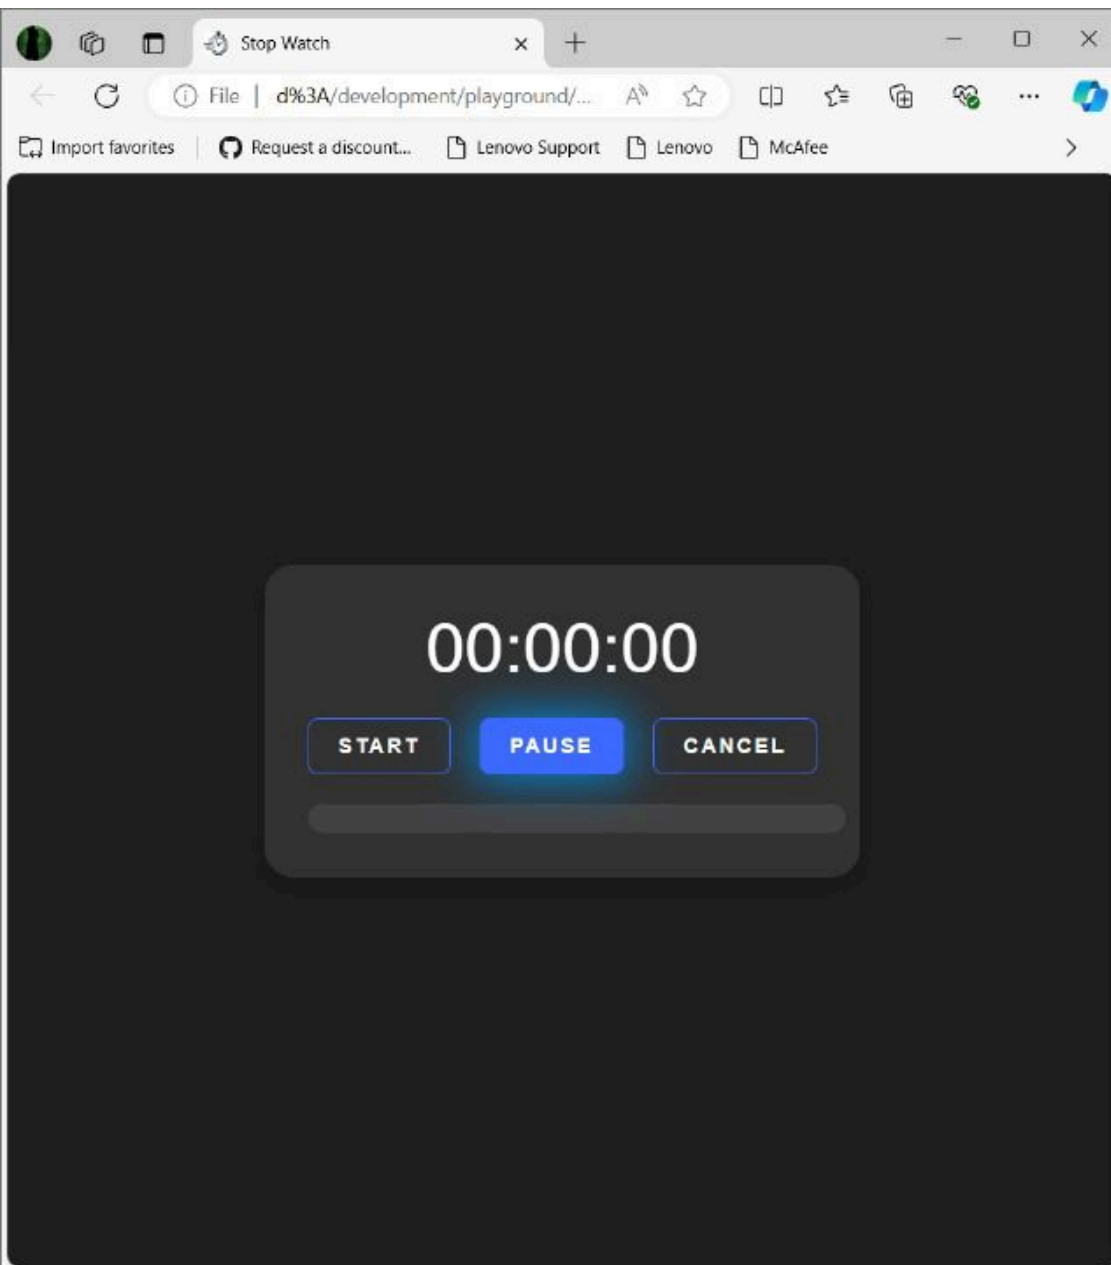 Stop Watch
File | d%3A/development/playground/...
Import favorites Request a discount... Lenovo Support Lenovo McAfee
00:00:00
START PAUSE CANCEL